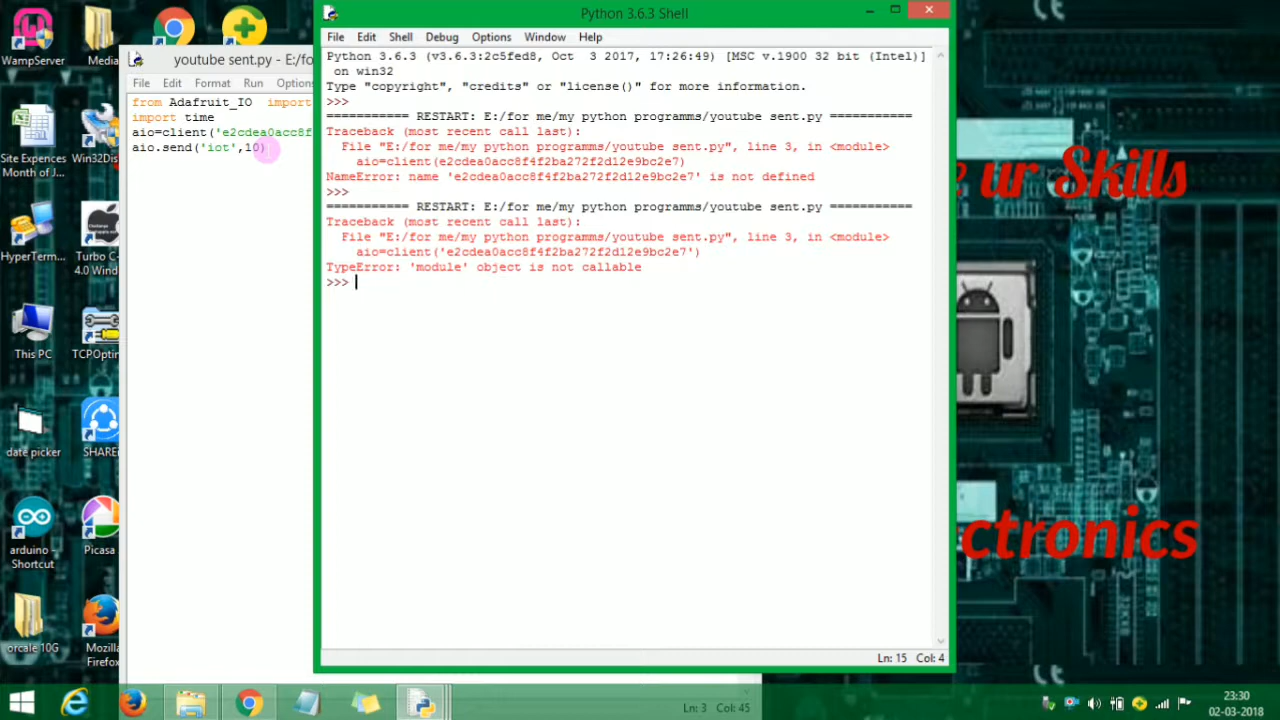 WampServer
Media
Site Expences
Month of J...
Win32Dis
HyperTerm...
Turbo C-
4.0 Wind
This PC
TCPOptin
date picker
SHAREi
arduino -
Shortcut
Picasa
orcale 10G
Mozill
Firefox
youtube sent.py - E:/fo
File Edit Format Run Options
from Adafruit_IO import
import time
aio=client('e2cdea0acc8f
aio.send('iot',10)
Ln: 3 Col: 45
Python 3.6.3 Shell
File Edit Shell Debug Options Window Help
Python 3.6.3 (v3.6.3:2c5fed8, Oct 3 2017, 17:26:49) [MSC v.1900 32 bit (Intel)]
on win32
Type "copyright", "credits" or "license()" for more information.
>>>
=========== RESTART: E:/for me/my python programms/youtube sent.py ===========
Traceback (most recent call last):
File "E:/for me/my python programms/youtube sent.py", line 3, in <module>
aio=client(e2cdea0acc8f4f2ba272f2d12e9bc2e7)
NameError: name 'e2cdea0acc8f4f2ba272f2d12e9bc2e7' is not defined
>>>
=========== RESTART: E:/for me/my python programms/youtube sent.py ===========
Traceback (most recent call last):
File "E:/for me/my python programms/youtube sent.py", line 3, in <module>
aio=client('e2cdea0acc8f4f2ba272f2d12e9bc2e7')
TypeError: 'module' object is not callable
>>>
Ln: 15 Col: 4
e ur Skills
ctronics
23:30
02-03-2018